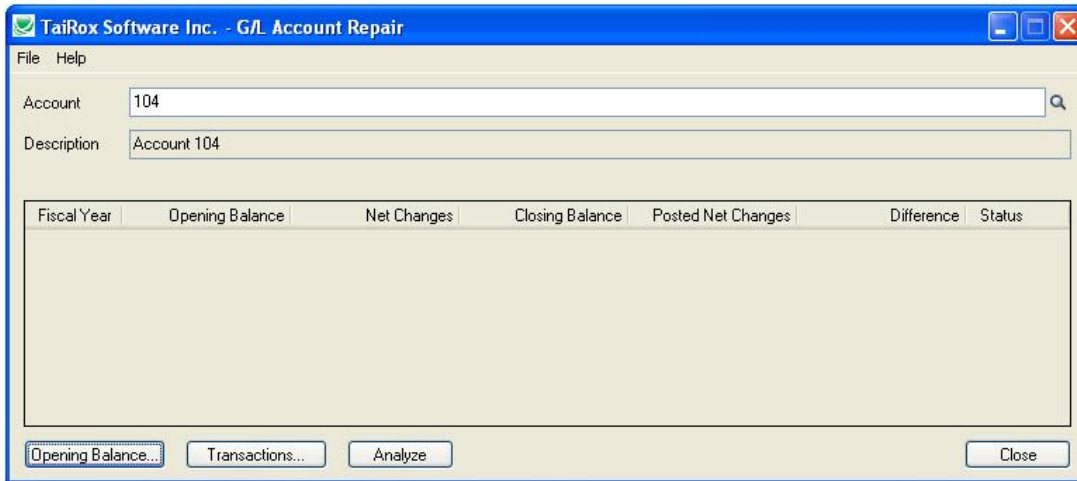 TaiRox Software Inc. - G/L Account Repair
File Help
Account 104
Description Account 104
Fiscal Year Opening Balance Net Changes Closing Balance Posted Net Changes Difference Status
Opening Balance... Transactions... Analyze Close